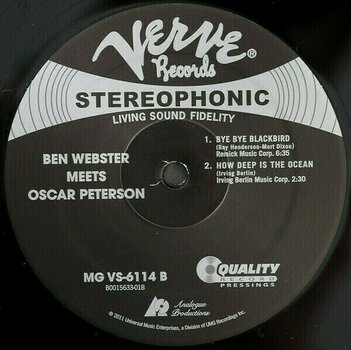 Verve®
Records
STEREOPHONIC
LIVING SOUND FIDELITY
BEN WEBSTER
MEETS
OSCAR PETERSON
1. BYE BYE BLACKBIRD
(Ray Henderson-Mort Dixon)
Remick Music Corp. 6:35
2. HOW DEEP IS THE OCEAN
(Irving Berlin)
Irving Berlin Music Corp. 2:30
MG VS-6114 B
B0015633-01B
QUALITY
RECORD
PRESSINGS
Analogue
Productions
© 2011 Universal Music Enterprises, a Division of UMG Recordings Inc.